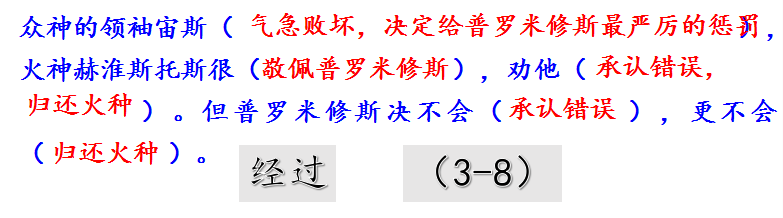 众神的领袖宙斯（ 气急败坏，决定给普罗米修斯最严厉的惩罚），
火神赫淮斯托斯很（敬佩普罗米修斯），劝他（ 承认错误，
归还火种 ）。但普罗米修斯决不会（承认错误 ），更不会
（ 归还火种 ）。
经过 （3-8）